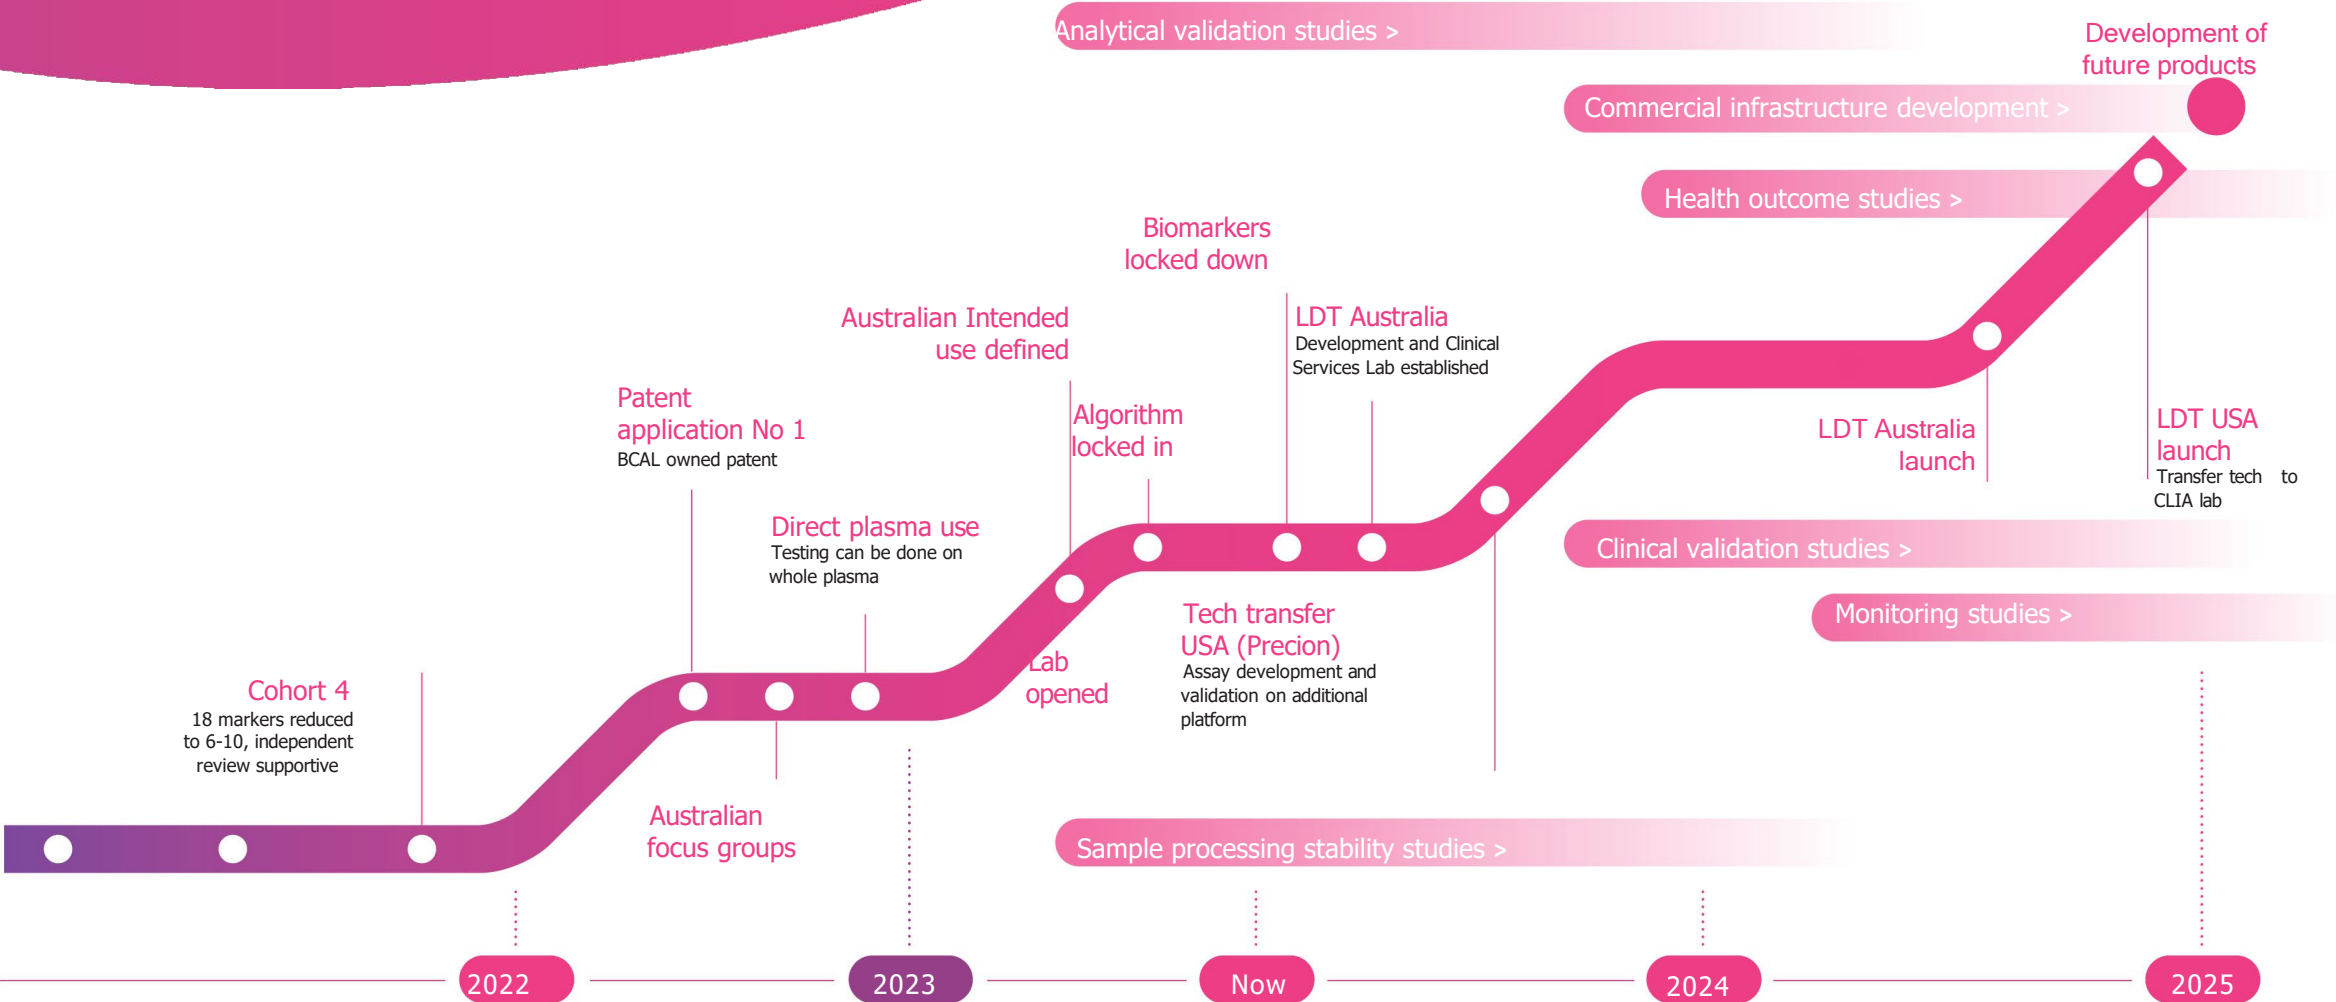 Analytical validation studies >
Development of
future products
Commercial infrastructure development >
Health outcome studies >
Biomarkers
locked down
Australian Intended
use defined
LDT Australia
Development and Clinical
Services Lab established
Patent
application No 1
BCAL owned patent
Algorithm
locked in
LDT Australia
launch
LDT USA
launch
Transfer tech to
CLIA lab
Direct plasma use
Testing can be done on
whole plasma
Clinical validation studies >
Monitoring studies >
Tech transfer
USA (Precion)
Assay development and
validation on additional
platform
Lab
opened
Cohort 4
18 markers reduced
to 6-10, independent
review supportive
Australian
focus groups
Sample processing stability studies >
2022
2023
Now
2024
2025